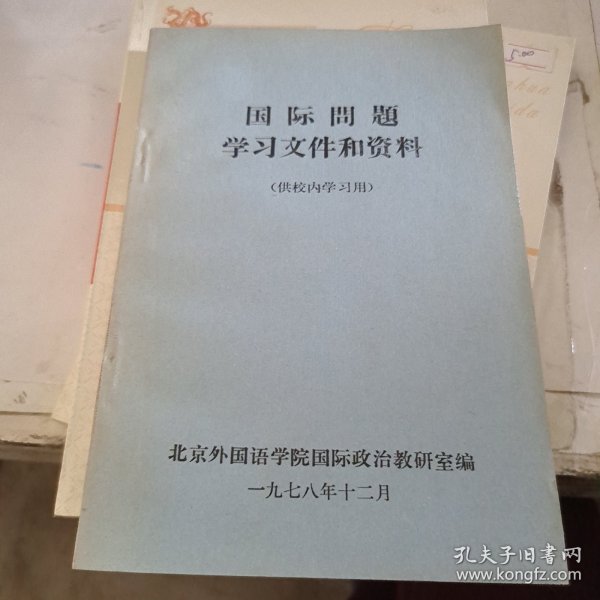 国际問題
学习文件和资料
(供校内学习用)
北京外国语学院国际政治教研室编
一九七八年十二月
5.00
孔夫子旧书网
www.kongfz.com